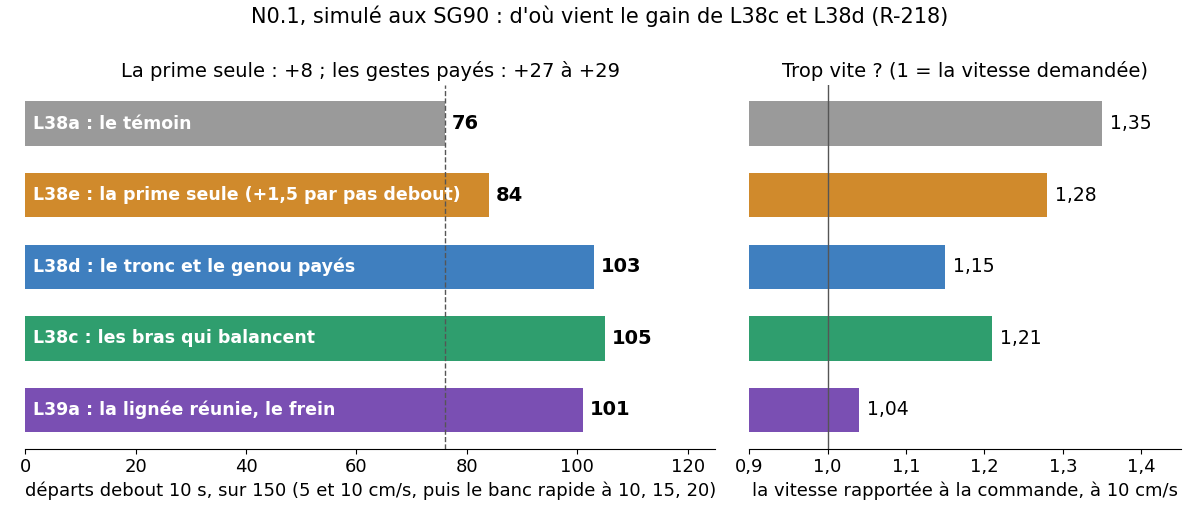 N0.1, simulé aux SG90 : d'où vient le gain de L38c et L38d (R-218)
La prime seule : +8 ; les gestes payés : +27 à +29
L38a : le témoin
76
L38e : la prime seule (+1,5 par pas debout)
84
L38d : le tronc et le genou payés
103
L38c : les bras qui balancent
105
L39a : la lignée réunie, le frein
101
0 20 40 60 80 100 120
départs debout 10 s, sur 150 (5 et 10 cm/s, puis le banc rapide à 10, 15, 20)
Trop vite ? (1 = la vitesse demandée)
1,35
1,28
1,15
1,21
1,04
0,9 1,0 1,1 1,2 1,3 1,4
la vitesse rapportée à la commande, à 10 cm/s